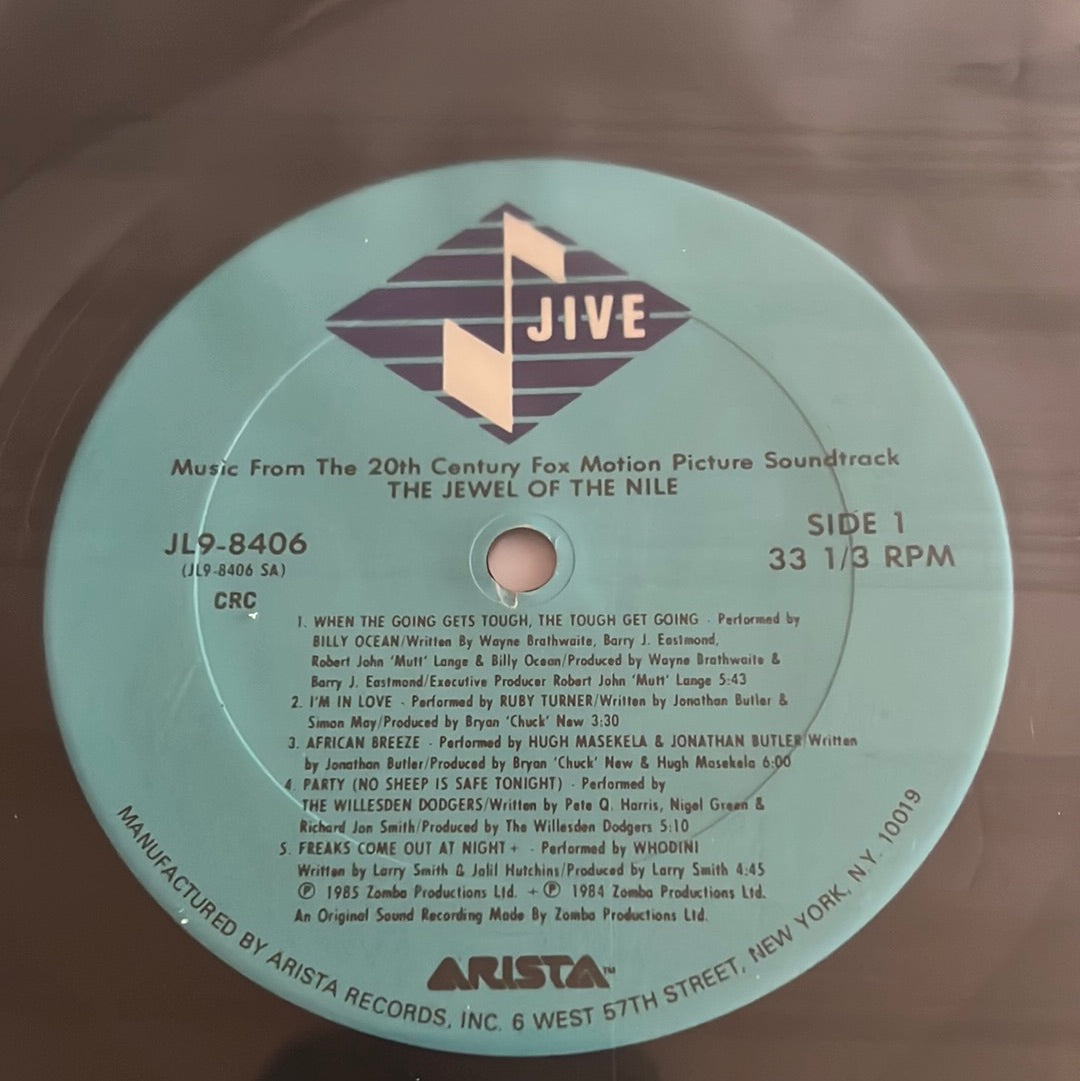 JIVE
Music From The 20th Century Fox Motion Picture Soundtrack
THE JEWEL OF THE NILE
JL9-8406
(JL9-8406 SA)
CRC
SIDE 1
33 1/3 RPM
1. WHEN THE GOING GETS TOUGH, THE TOUGH GET GOING - Performed by
BILLY OCEAN/Written By Wayne Brathwaite, Barry J. Eastmond,
Robert John 'Mutt' Lange & Billy Ocean/Produced by Wayne Brathwaite &
Barry J. Eastmond/Executive Producer Robert John 'Mutt' Lange 5:43
2. I'M IN LOVE - Performed by RUBY TURNER/Written by Jonathan Butler &
Simon May/Produced by Bryan 'Chuck' New 3:30
3. AFRICAN BREEZE - Performed by HUGH MASEKELA & JONATHAN BUTLER/Written
by Jonathan Butler/Produced by Bryan 'Chuck' New & Hugh Masekela 6:00
4. PARTY (NO SHEEP IS SAFE TONIGHT) - Performed by
THE WILLESDEN DODGERS/Written by Pete Q. Harris, Nigel Green &
Richard Jon Smith/Produced by The Willesden Dodgers 5:10
5. FREAKS COME OUT AT NIGHT + - Performed by WHODINI
Written by Larry Smith & Jalil Hutchins/Produced by Larry Smith 4:45
℗ 1985 Zomba Productions Ltd. + ℗ 1984 Zomba Productions Ltd.
An Original Sound Recording Made By Zomba Productions Ltd.
ARISTA™
MANUFACTURED BY ARISTA RECORDS, INC. 6 WEST 57TH STREET, NEW YORK, N.Y. 10019